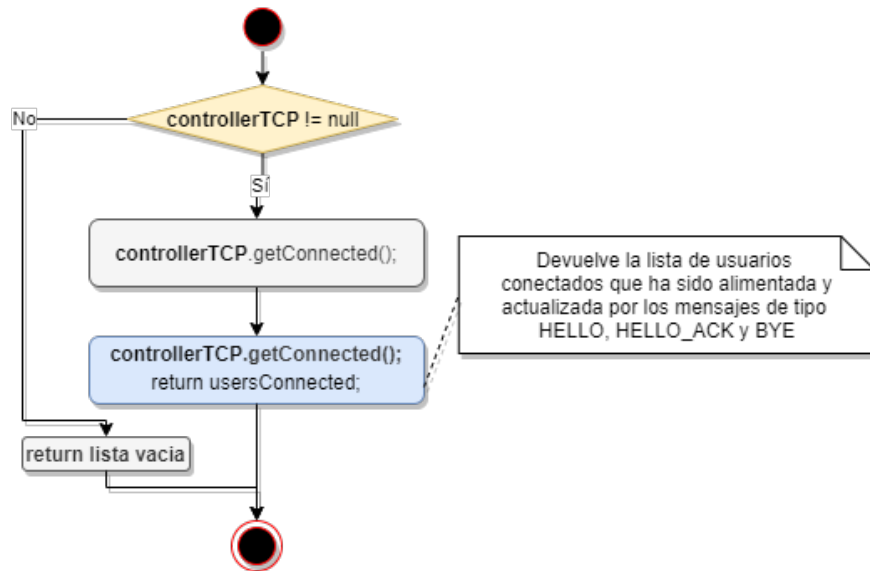 controllerTCP != null
No
Sí
controllerTCP.getConnected();
Devuelve la lista de usuarios
conectados que ha sido alimentada y
actualizada por los mensajes de tipo
HELLO, HELLO_ACK y BYE
controllerTCP.getConnected();
return usersConnected;
return lista vacia